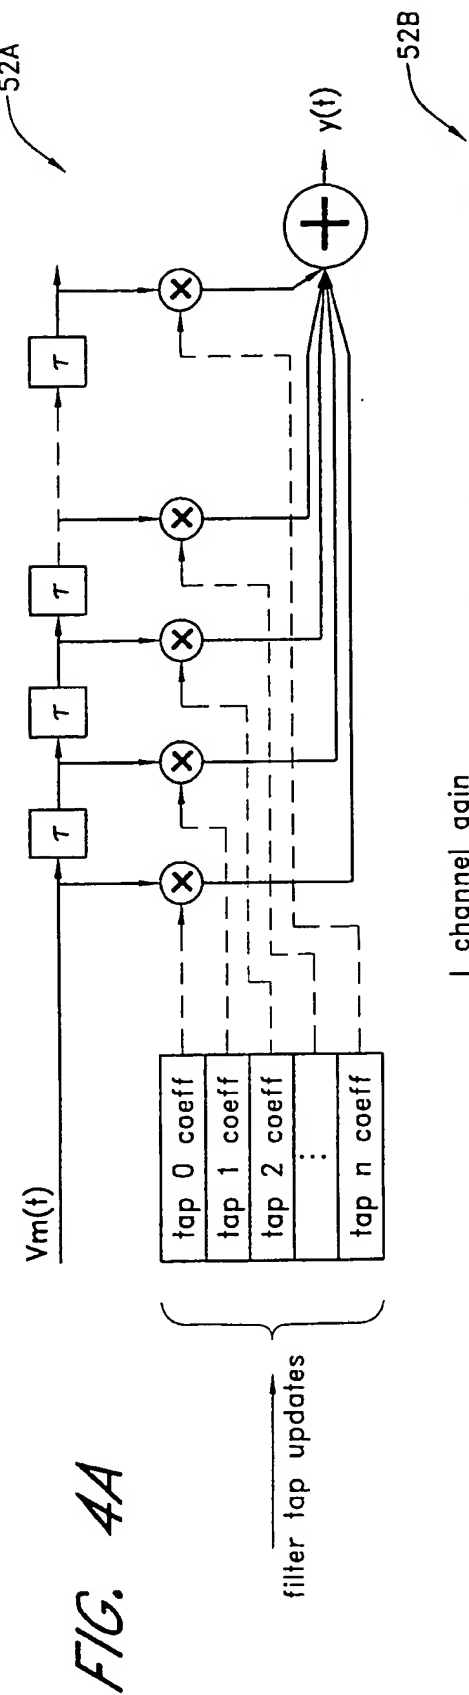 FIG. 4A
52A
Vm(t)
τ
τ
τ
τ
×
×
×
×
×
+
y(t)
tap 0 coeff
tap 1 coeff
tap 2 coeff
⋮
tap n coeff
filter tap updates
52B
I channel gain